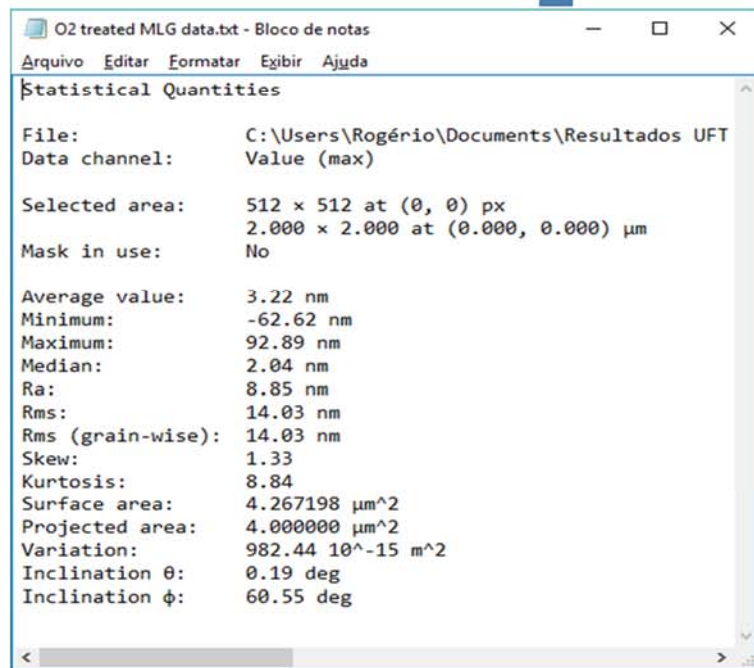 O2 treated MLG data.txt - Bloco de notas
Arquivo Editar Formatar Exibir Ajuda
Statistical Quantities
File: C:\Users\Rogério\Documents\Resultados UFT
Data channel: Value (max)
Selected area: 512 × 512 at (0, 0) px
2.000 × 2.000 at (0.000, 0.000) µm
Mask in use: No
Average value: 3.22 nm
Minimum: -62.62 nm
Maximum: 92.89 nm
Median: 2.04 nm
Ra: 8.85 nm
Rms: 14.03 nm
Rms (grain-wise): 14.03 nm
Skew: 1.33
Kurtosis: 8.84
Surface area: 4.267198 µm^2
Projected area: 4.000000 µm^2
Variation: 982.44 10^-15 m^2
Inclination θ: 0.19 deg
Inclination ϕ: 60.55 deg